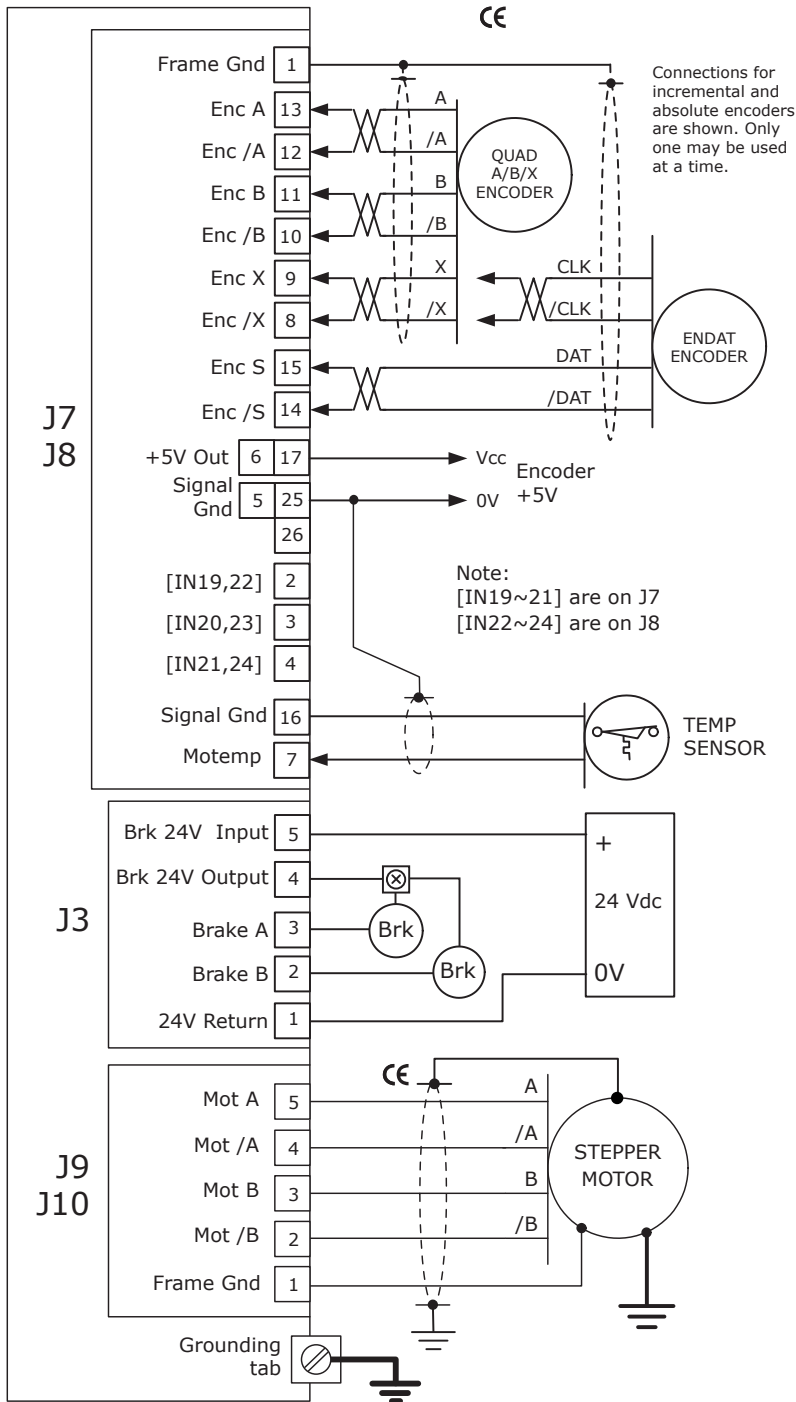 CE
Frame Gnd 1
Connections for
incremental and
absolute encoders
are shown. Only
one may be used
at a time.
Enc A 13 A
Enc /A 12 /A
QUAD
A/B/X
ENCODER
Enc B 11 B
Enc /B 10 /B
Enc X 9 X CLK
Enc /X 8 /X /CLK
ENDAT
ENCODER
Enc S 15 DAT
Enc /S 14 /DAT
J7
J8
+5V Out 6 17 Vcc
Signal
Gnd 5 25 0V
Encoder
+5V
26
[IN19,22] 2
[IN20,23] 3
[IN21,24] 4
Note:
[IN19~21] are on J7
[IN22~24] are on J8
Signal Gnd 16
Motemp 7
TEMP
SENSOR
J3
Brk 24V Input 5 +
Brk 24V Output 4
24 Vdc
Brake A 3 Brk
Brake B 2 Brk 0V
24V Return 1
CE
J9
J10
Mot A 5 A
Mot /A 4 /A
Mot B 3 B
Mot /B 2 /B
STEPPER
MOTOR
Frame Gnd 1
Grounding
tab